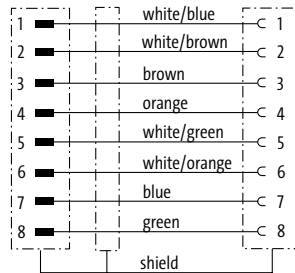 1 white/blue 1
2 white/brown 2
3 brown 3
4 orange 4
5 white/green 5
6 white/orange 6
7 blue 7
8 green 8
shield